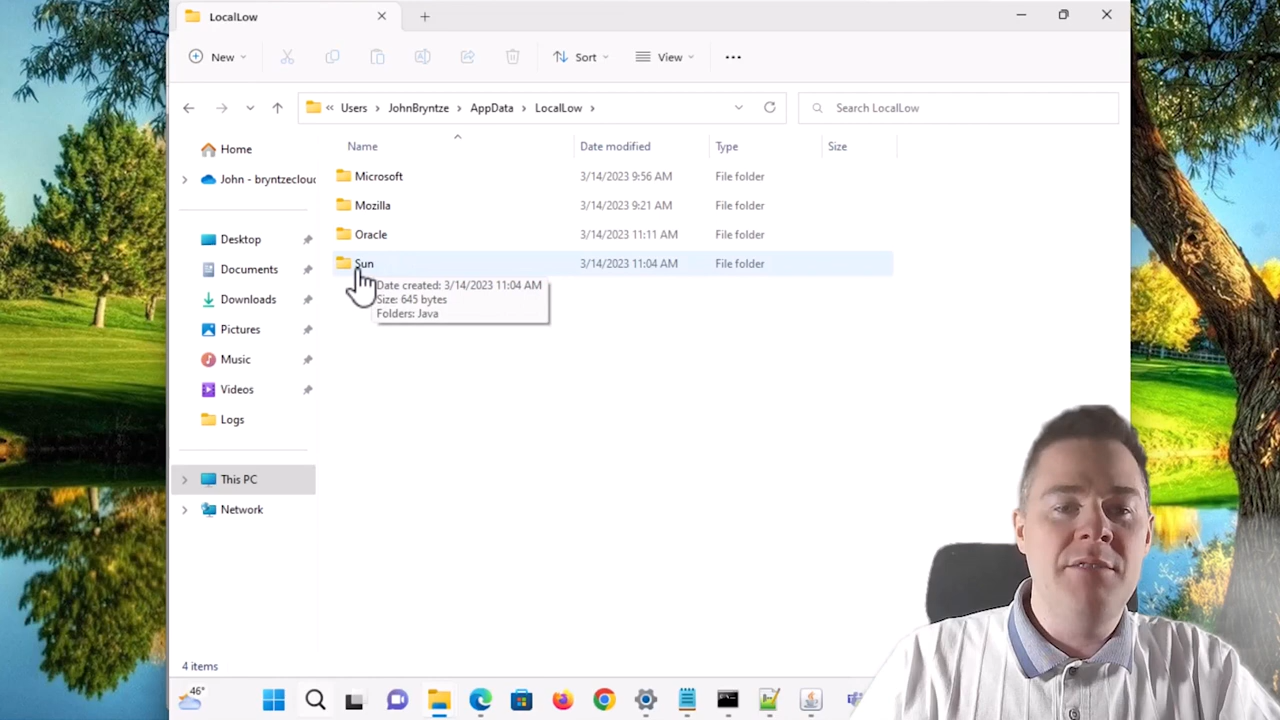 LocalLow
New
Sort
View
« Users > JohnBryntze > AppData > LocalLow >
Search LocalLow
Name Date modified Type Size
Home
John - bryntzeclou
Desktop
Documents
Downloads
Pictures
Music
Videos
Logs
This PC
Network
Microsoft 3/14/2023 9:56 AM File folder
Mozilla 3/14/2023 9:21 AM File folder
Oracle 3/14/2023 11:11 AM File folder
Sun 3/14/2023 11:04 AM File folder
Date created: 3/14/2023 11:04 AM
Size: 645 bytes
Folders: Java
4 items
46°